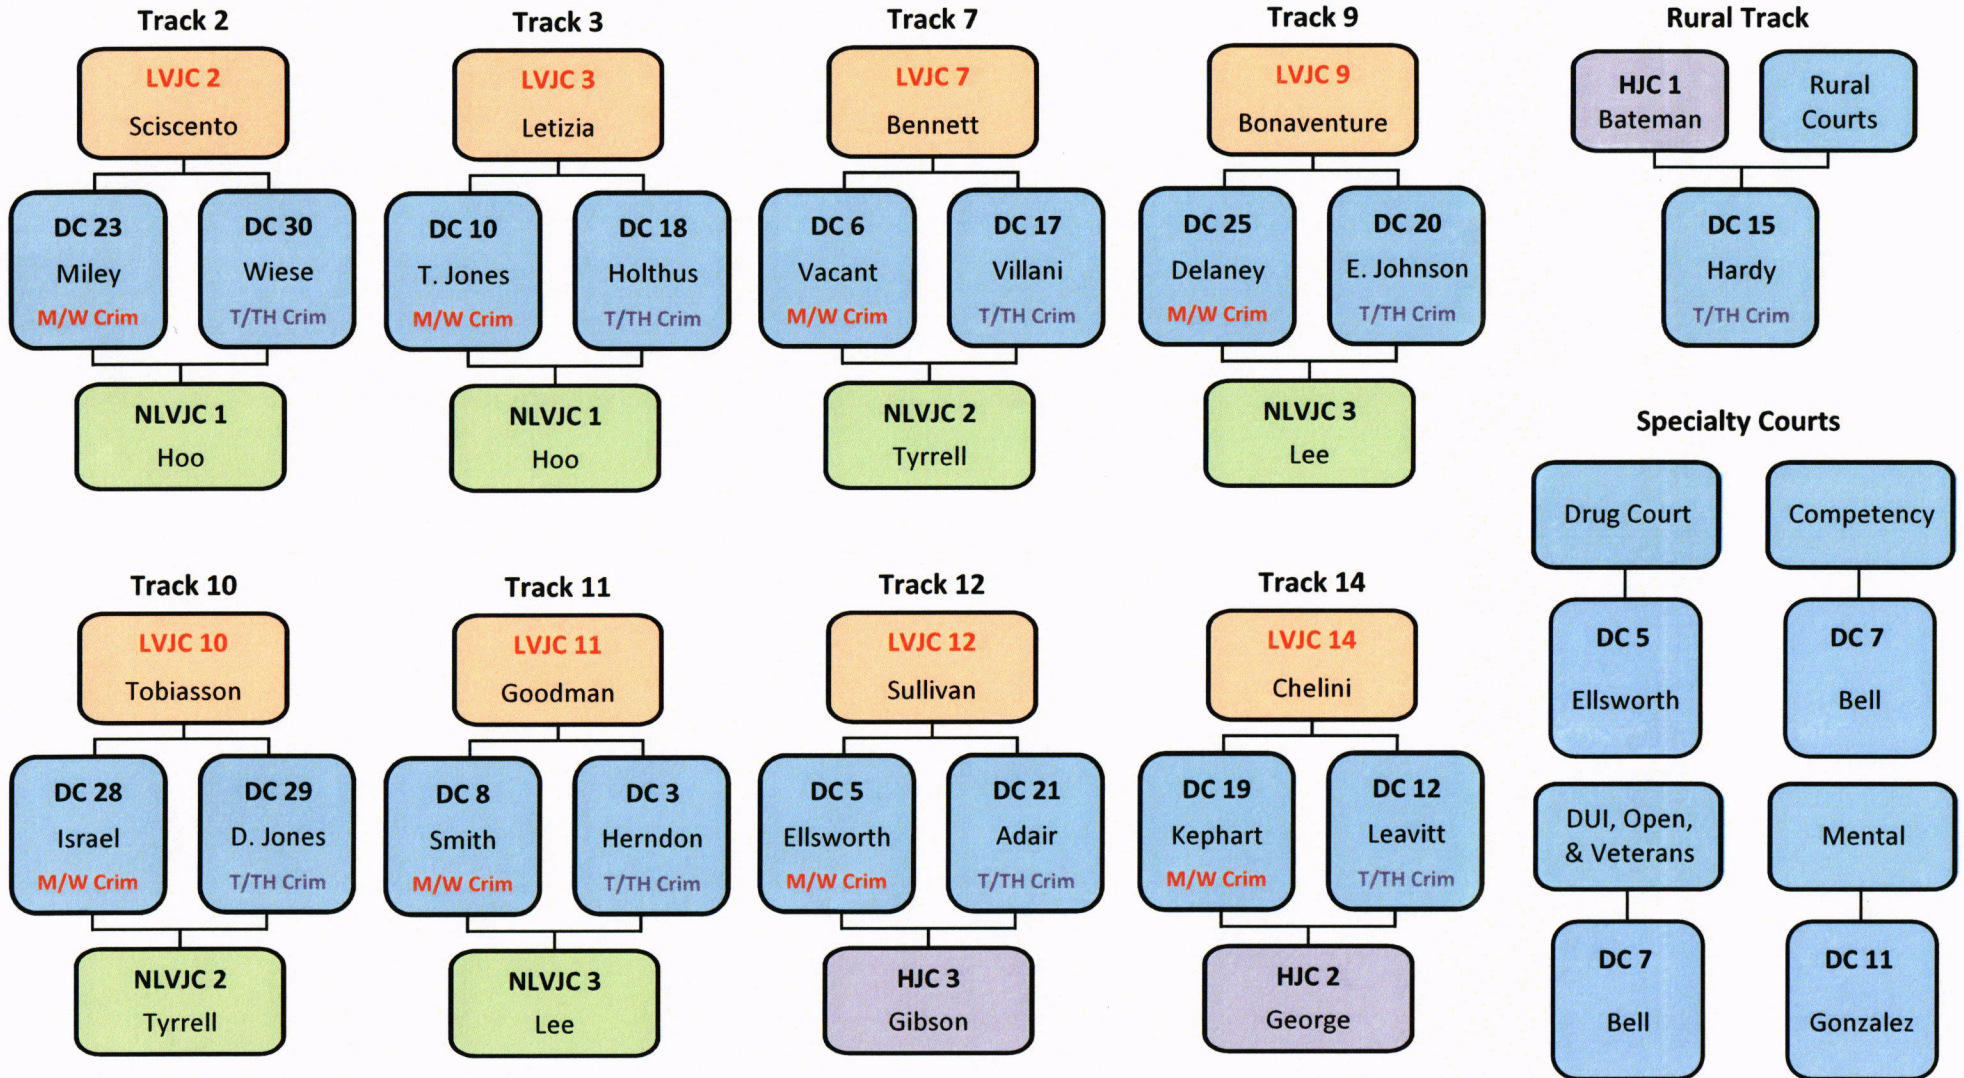 Track 2
LVJC 2
Sciscento
DC 23
Miley
M/W Crim
DC 30
Wiese
T/TH Crim
NLVJC 1
Hoo
Track 3
LVJC 3
Letizia
DC 10
T. Jones
M/W Crim
DC 18
Holthus
T/TH Crim
NLVJC 1
Hoo
Track 7
LVJC 7
Bennett
DC 6
Vacant
M/W Crim
DC 17
Villani
T/TH Crim
NLVJC 2
Tyrrell
Track 9
LVJC 9
Bonaventure
DC 25
Delaney
M/W Crim
DC 20
E. Johnson
T/TH Crim
NLVJC 3
Lee
Rural Track
HJC 1
Bateman
Rural
Courts
DC 15
Hardy
T/TH Crim
Track 10
LVJC 10
Tobiasson
DC 28
Israel
M/W Crim
DC 29
D. Jones
T/TH Crim
NLVJC 2
Tyrrell
Track 11
LVJC 11
Goodman
DC 8
Smith
M/W Crim
DC 3
Herndon
T/TH Crim
NLVJC 3
Lee
Track 12
LVJC 12
Sullivan
DC 5
Ellsworth
M/W Crim
DC 21
Adair
T/TH Crim
HJC 3
Gibson
Track 14
LVJC 14
Chelini
DC 19
Kephart
M/W Crim
DC 12
Leavitt
T/TH Crim
HJC 2
George
Specialty Courts
Drug Court
DC 5
Ellsworth
Competency
DC 7
Bell
DUI, Open,
& Veterans
DC 7
Bell
Mental
DC 11
Gonzalez